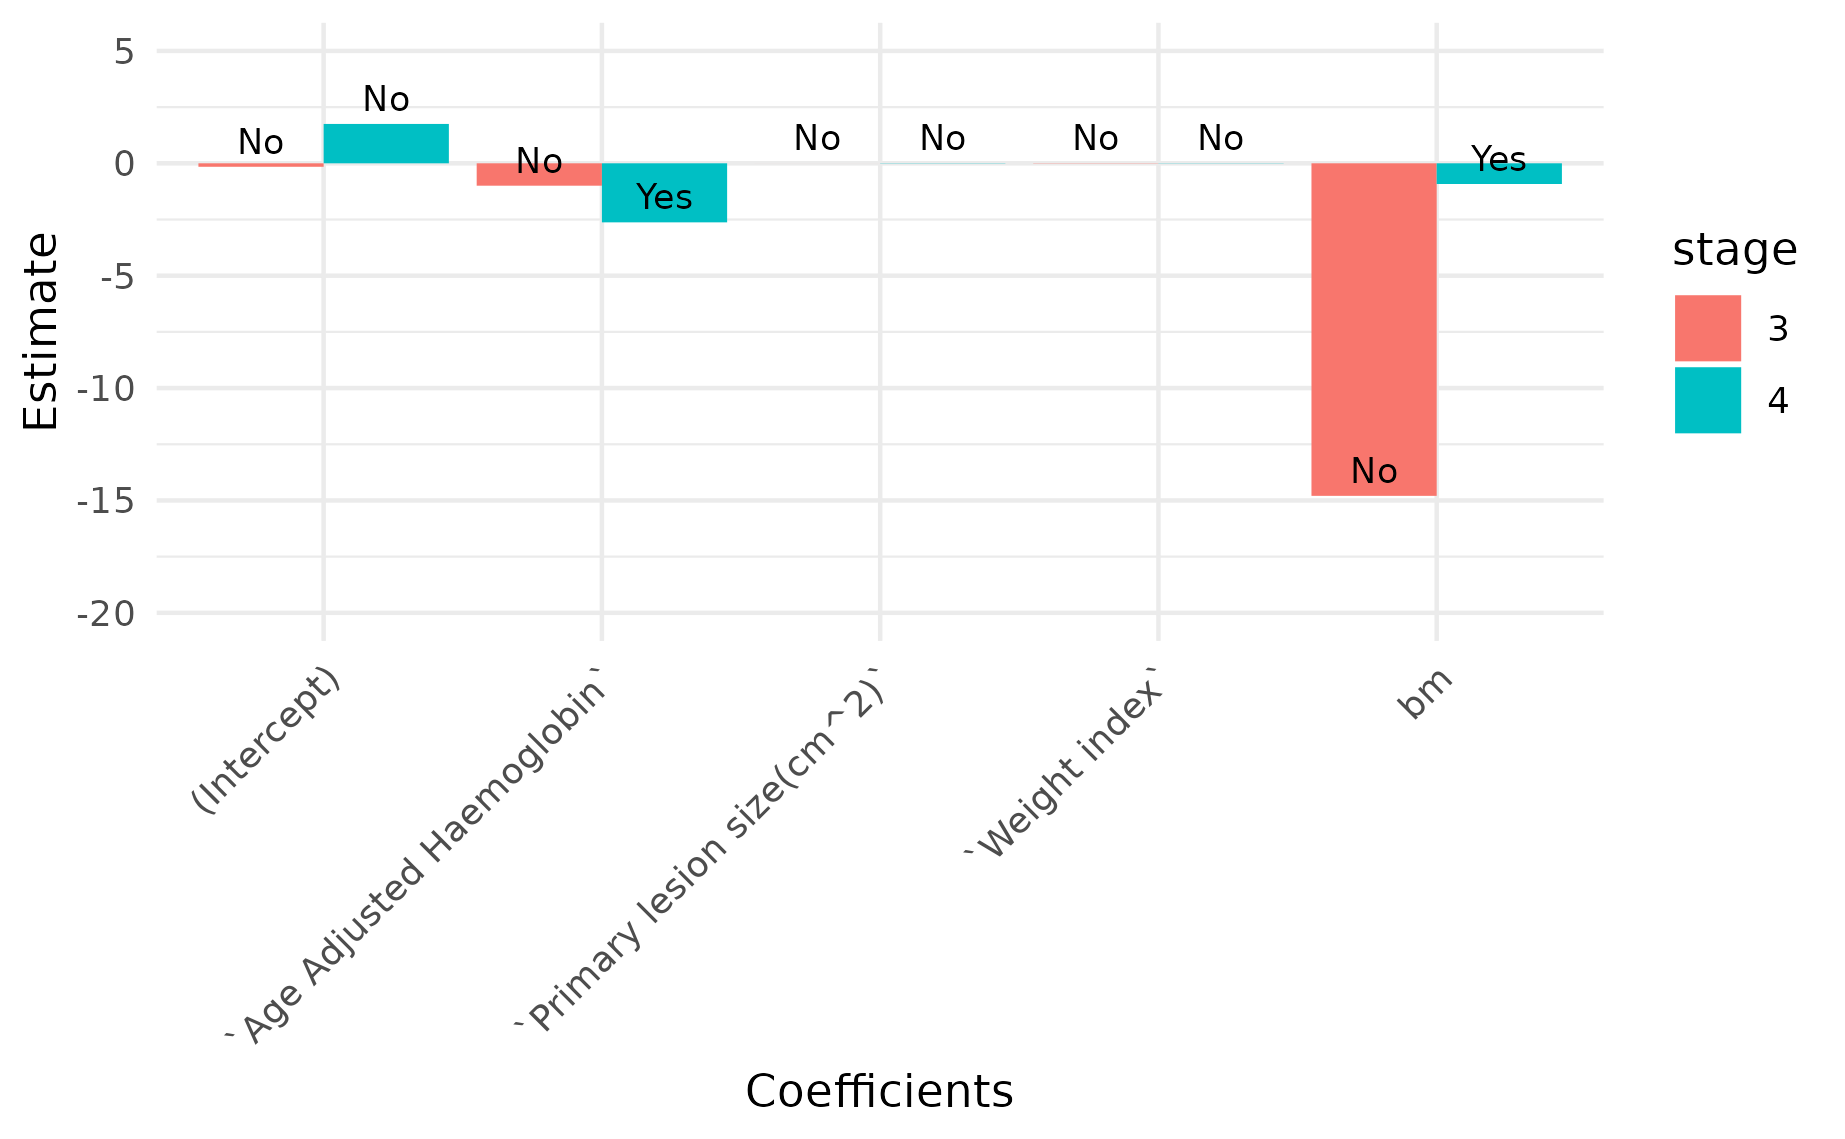 5
0
-5
-10
-15
-20
Estimate
No
No
No
Yes
No
No
No
No
No
Yes
(Intercept)
`Age Adjusted Haemoglobin`
`Primary lesion size(cm^2)`
`Weight index`
bm
Coefficients
stage
3
4